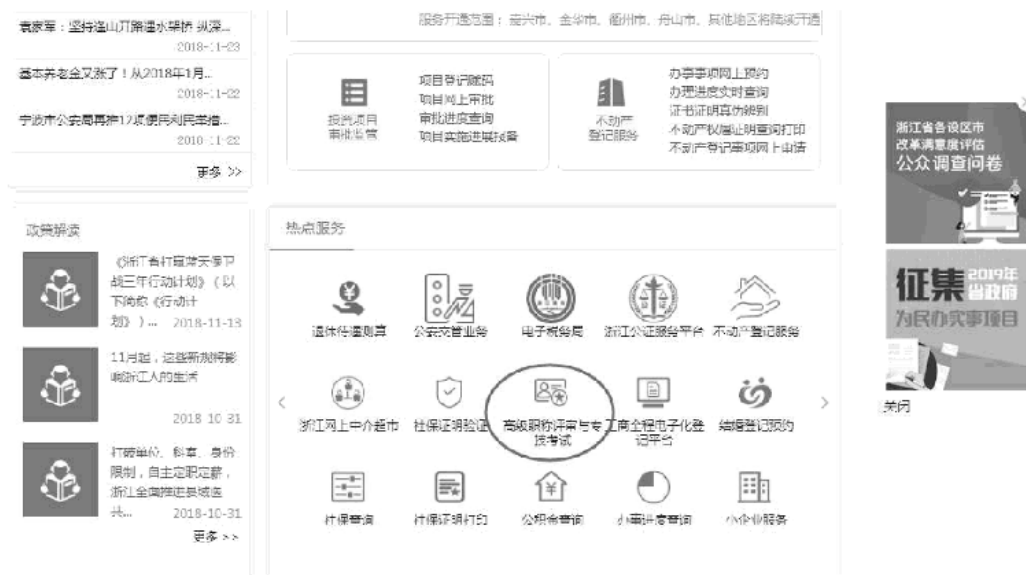 袁家军：坚持逢山开路遇水架桥 纵深...
2018-11-23
基本养老金又涨了！从2018年1月...
2018-11-22
宁波市公安局再推12项便民利民举措...
2018-11-22
更多 >>
服务开通范围：嘉兴市、金华市、衢州市、舟山市、其他地区将陆续开通
投资项目
审批监管
项目登记赋码
项目网上审批
审批进度查询
项目实施进展报备
不动产
登记服务
办事事项网上预约
办理进度实时查询
证书证明真伪辨别
不动产权属证明查询打印
不动产登记事项网上申请
政策解读
《浙江省打赢蓝天保卫
战三年行动计划》（以
下简称《行动计
划》）... 2018-11-13
11月起，这些新规将影
响浙江人的生活
2018-10-31
打破单位、科室、身份
限制，自主定职定薪，
浙江全面推进县域医
共... 2018-10-31
更多 >>
热点服务
退休待遇测算
公安交管业务
电子税务局
浙江公证服务平台
不动产登记服务
浙江网上中介超市
社保证明验证
高级职称评审与专
技考试
工商全程电子化登
记平台
结婚登记预约
社保查询
社保证明打印
公积金查询
办事进度查询
小企业服务
浙江省各设区市
改革满意度评估
公众调查问卷
征集2019年
省政府
为民办实事项目
关闭